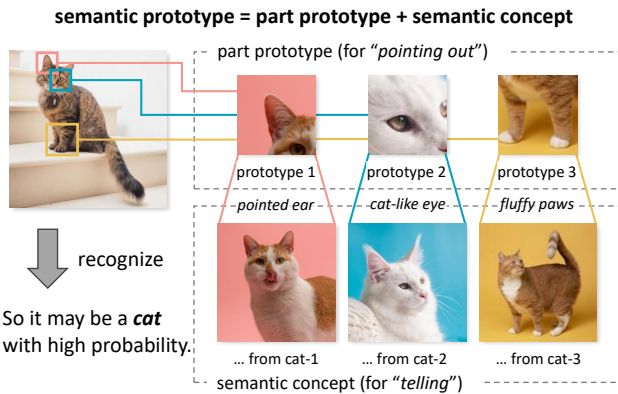 semantic prototype = part prototype + semantic concept
part prototype (for “pointing out”)
prototype 1
prototype 2
prototype 3
pointed ear
cat-like eye
fluffy paws
recognize
So it may be a cat
with high probability.
... from cat-1
... from cat-2
... from cat-3
semantic concept (for “telling”)